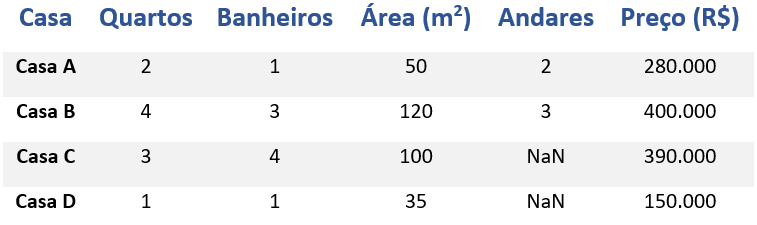 Casa Quartos Banheiros Área (m²) Andares Preço (R$)
Casa A 2 1 50 2 280.000
Casa B 4 3 120 3 400.000
Casa C 3 4 100 NaN 390.000
Casa D 1 1 35 NaN 150.000